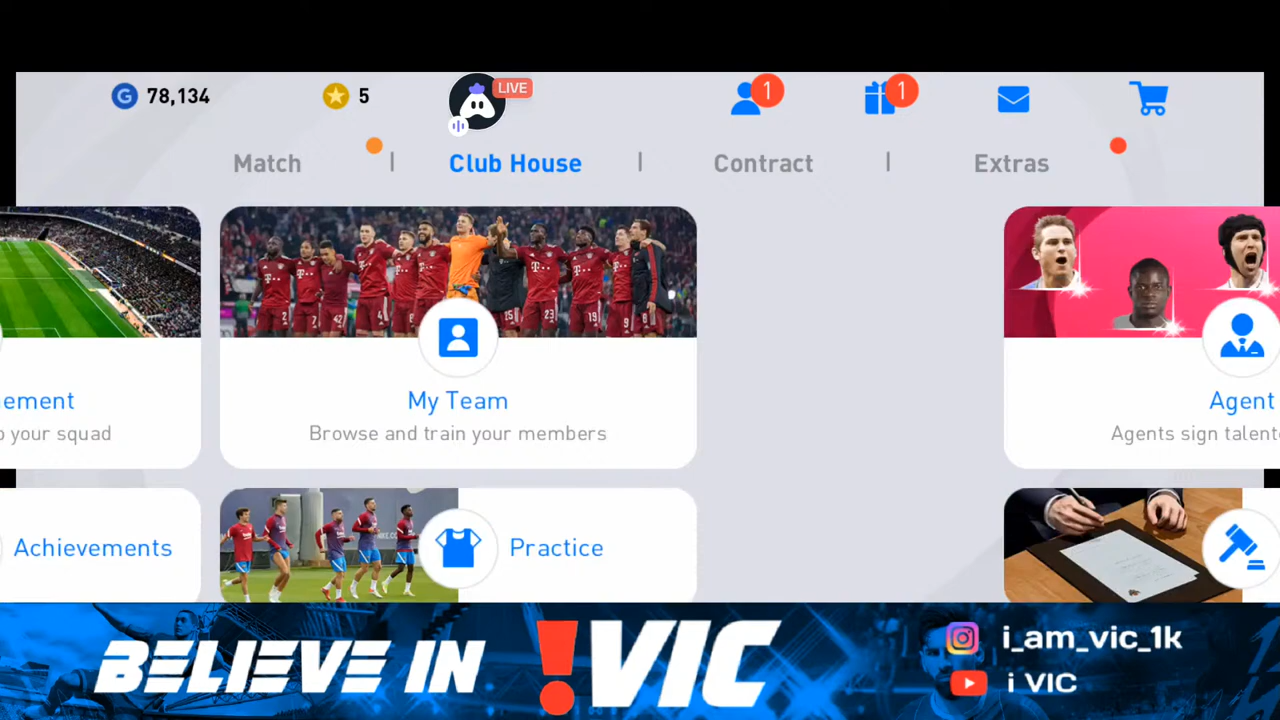 78,134
5
LIVE
1
1
Match
Club House
Contract
Extras
ement
o your squad
My Team
Browse and train your members
Agent
Agents sign talent
Achievements
Practice
BELIEVE IN !VIC
i_am_vic_1k
i VIC